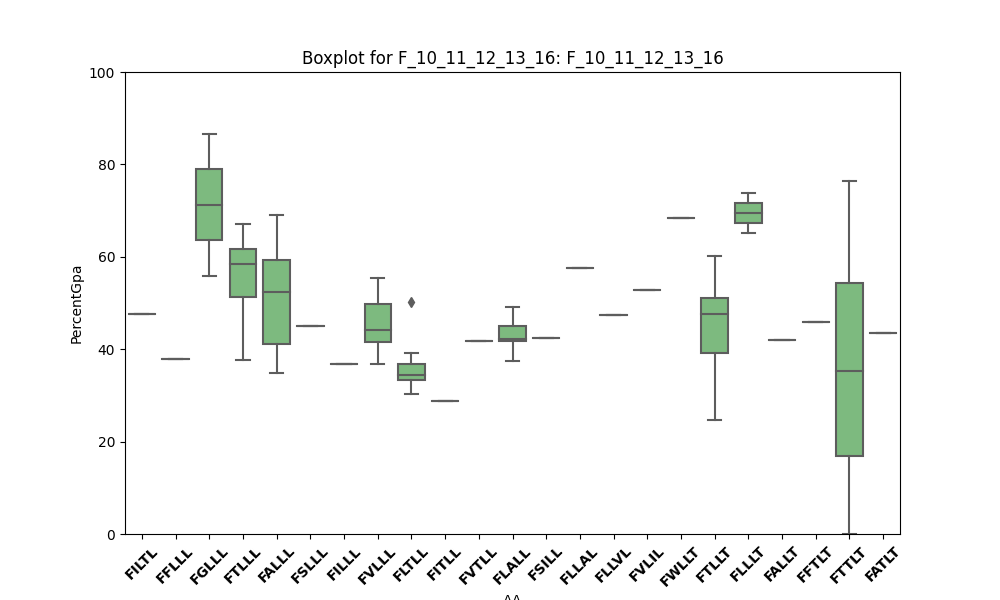 Boxplot for F_10_11_12_13_16: F_10_11_12_13_16
PercentGpa
100
80
60
40
20
0
FILTL
FFLLL
FGLLL
FTLLL
FALLL
FSLLL
FILLL
FVLLL
FLTLL
FITLL
FVTLL
FLALL
FSILL
FLLAL
FLLVL
FVLIL
FWLLT
FTLLT
FLLLT
FALLT
FFTLT
FTTLT
FATLT
AA